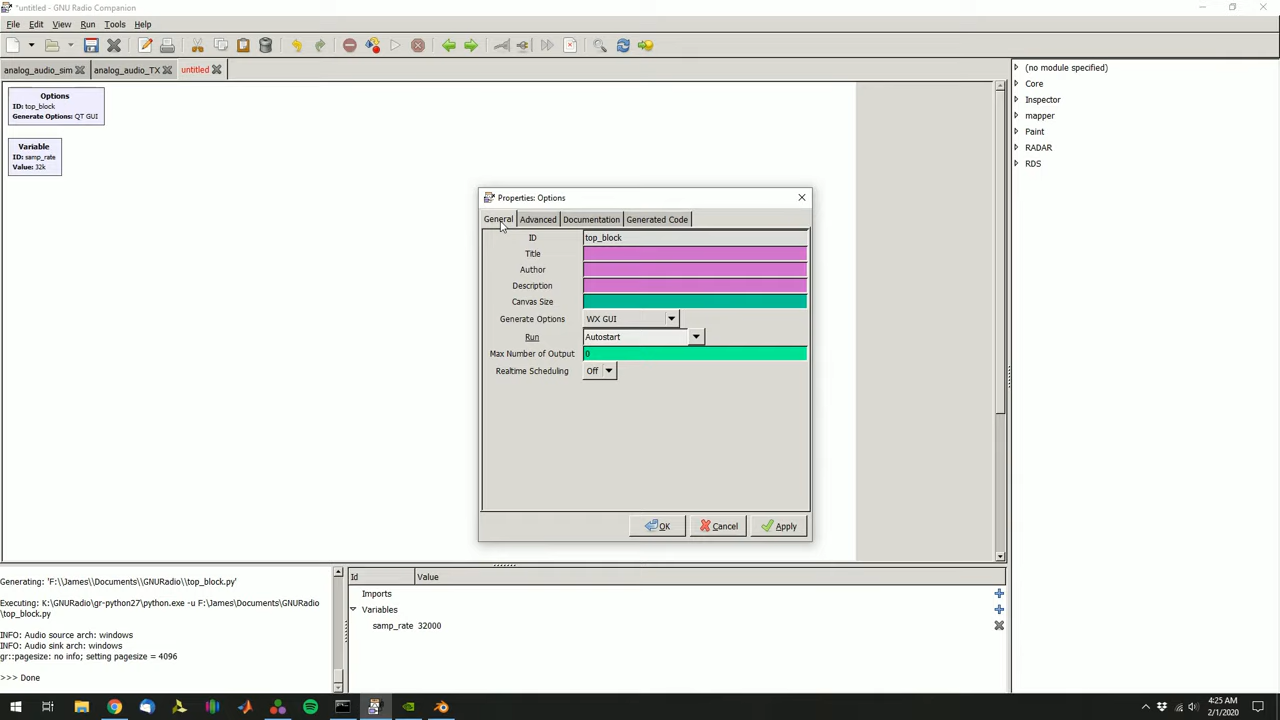 *untitled - GNU Radio Companion
File Edit View Run Tools Help
analog_audio_sim analog_audio_TX untitled
Options
ID: top_block
Generate Options: QT GUI
Variable
ID: samp_rate
Value: 32k
(no module specified)
Core
Inspector
mapper
Paint
RADAR
RDS
Properties: Options
General Advanced Documentation Generated Code
ID top_block
Title
Author
Description
Canvas Size
Generate Options WX GUI
Run Autostart
Max Number of Output 0
Realtime Scheduling Off
OK Cancel Apply
Generating: 'F:\\James\\Documents\\GNURadio\\top_block.py'
Executing: K:\GNURadio\gr-python27\python.exe -u F:\James\Documents\GNURadio
\top_block.py
INFO: Audio source arch: windows
INFO: Audio sink arch: windows
gr::pagesize: no info; setting pagesize = 4096
>>> Done
Id Value
Imports
Variables
samp_rate 32000
4:25 AM
2/1/2020